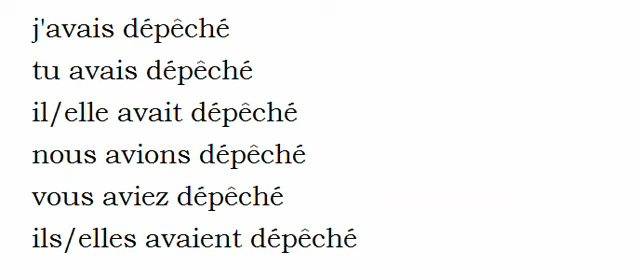 j'avais dépêché
tu avais dépêché
il/elle avait dépêché
nous avions dépêché
vous aviez dépêché
ils/elles avaient dépêché